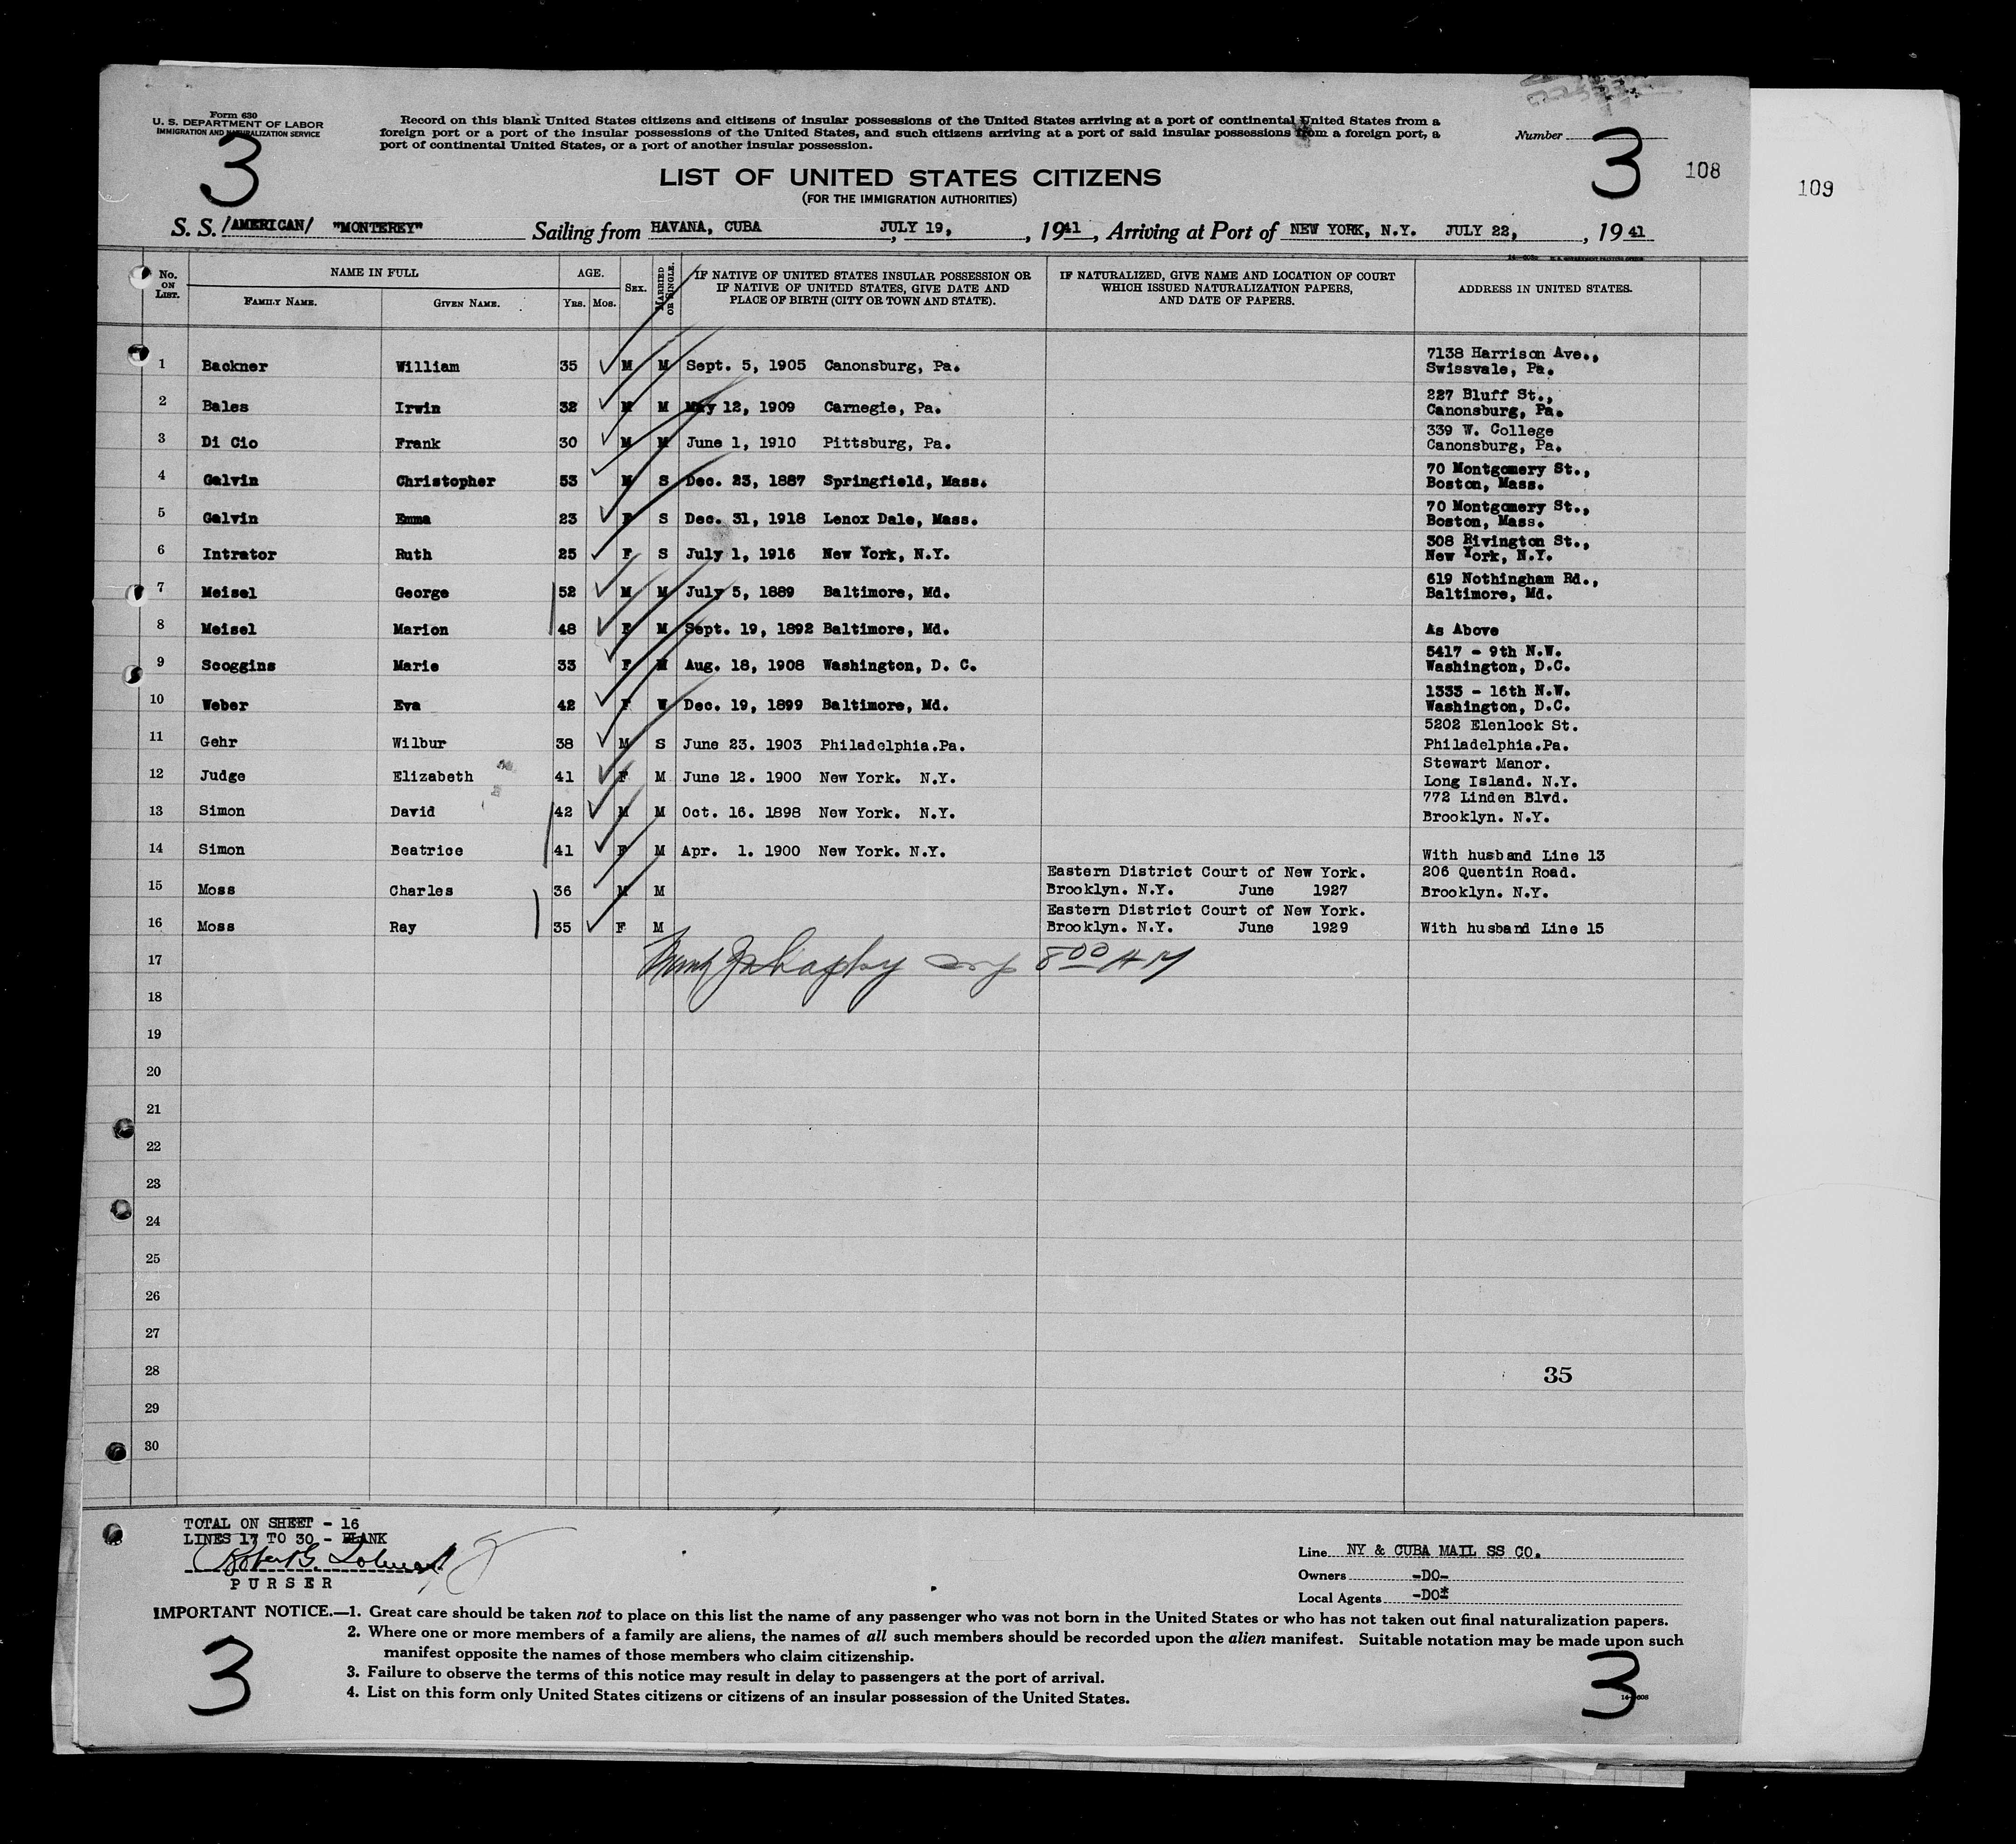 Form 630
U. S. DEPARTMENT OF LABOR
IMMIGRATION AND NATURALIZATION SERVICE
3
Record on this blank United States citizens and citizens of insular possessions of the United States arriving at a port of continental United States from a
foreign port or a port of the insular possessions of the United States, and such citizens arriving at a port of said insular possessions from a foreign port, a
port of continental United States, or a port of another insular possession.
Number
3
108
109
LIST OF UNITED STATES CITIZENS
(FOR THE IMMIGRATION AUTHORITIES)
S. S. /AMERICAN/ "MONTEREY" Sailing from HAVANA, CUBA JULY 19, , 1941, Arriving at Port of NEW YORK, N.Y. JULY 22, , 1941
No. ON LIST.
NAME IN FULL
FAMILY NAME. GIVEN NAME.
AGE.
YRS. MOS.
SEX.
MARRIED OR SINGLE.
IF NATIVE OF UNITED STATES INSULAR POSSESSION OR
IF NATIVE OF UNITED STATES, GIVE DATE AND
PLACE OF BIRTH (CITY OR TOWN AND STATE).
IF NATURALIZED, GIVE NAME AND LOCATION OF COURT
WHICH ISSUED NATURALIZATION PAPERS,
AND DATE OF PAPERS.
ADDRESS IN UNITED STATES.
1 Backner William 35 M M Sept. 5, 1905 Canonsburg, Pa. 7138 Harrison Ave.,
Swissvale, Pa.
2 Bales Irwin 32 M M May 12, 1909 Carnegie, Pa. 227 Bluff St.,
Canonsburg, Pa.
3 Di Cio Frank 30 M M June 1, 1910 Pittsburg, Pa. 339 W. College
Canonsburg, Pa.
4 Galvin Christopher 53 M S Dec. 23, 1887 Springfield, Mass. 70 Montgomery St.,
Boston, Mass.
5 Galvin Emma 23 F S Dec. 31, 1918 Lenox Dale, Mass. 70 Montgomery St.,
Boston, Mass.
6 Intrator Ruth 25 F S July 1, 1916 New York, N.Y. 308 Rivington St.,
New York, N.Y.
7 Meisel George 52 M M July 5, 1889 Baltimore, Md. 619 Nothingham Rd.,
Baltimore, Md.
8 Meisel Marion 48 F M Sept. 19, 1892 Baltimore, Md. As Above
9 Scoggins Marie 33 F M Aug. 18, 1908 Washington, D. C. 5417 - 9th N.W.
Washington, D.C.
10 Weber Eva 42 F W Dec. 19, 1899 Baltimore, Md. 1333 - 16th N.W.
Washington, D.C.
11 Gehr Wilbur 38 M S June 23. 1903 Philadelphia.Pa. 5202 Elenlock St.
Philadelphia.Pa.
12 Judge Elizabeth 41 F M June 12. 1900 New York. N.Y. Stewart Manor.
Long Island. N.Y.
13 Simon David 42 M M Oct. 16. 1898 New York. N.Y. 772 Linden Blvd.
Brooklyn. N.Y.
14 Simon Beatrice 41 F M Apr. 1. 1900 New York. N.Y. With husband Line 13
15 Moss Charles 36 M M Eastern District Court of New York. 206 Quentin Road.
Brooklyn. N.Y. June 1927 Brooklyn. N.Y.
16 Moss Ray 35 F M Eastern District Court of New York.
Brooklyn. N.Y. June 1929 With husband Line 15
17 8 00 AM
18
19
20
21
22
23
24
25
26
27
28 35
29
30
TOTAL ON SHEET - 16
LINES 17 TO 30 - BLANK
PURSER
Line NY & CUBA MAIL SS CO.
Owners -DO-
Local Agents -DO*
IMPORTANT NOTICE.—1. Great care should be taken not to place on this list the name of any passenger who was not born in the United States or who has not taken out final naturalization papers.
2. Where one or more members of a family are aliens, the names of all such members should be recorded upon the alien manifest. Suitable notation may be made upon such
manifest opposite the names of those members who claim citizenship.
3. Failure to observe the terms of this notice may result in delay to passengers at the port of arrival.
4. List on this form only United States citizens or citizens of an insular possession of the United States.
3
3